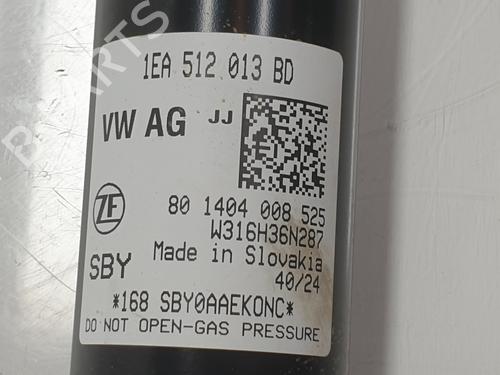 1EA 512 013 BD
VW AG JJ
ZF
80 1404 008 525
W316H36N287
Made in Slovakia
SBY
40/24
*168 SBY0AAEKONC*
DO NOT OPEN-GAS PRESSURE